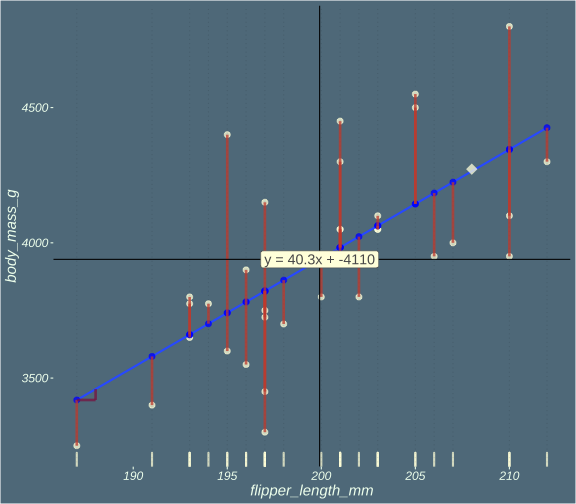 body_mass_g
4500
4000
3500
y = 40.3x + -4110
190
195
200
205
210
flipper_length_mm